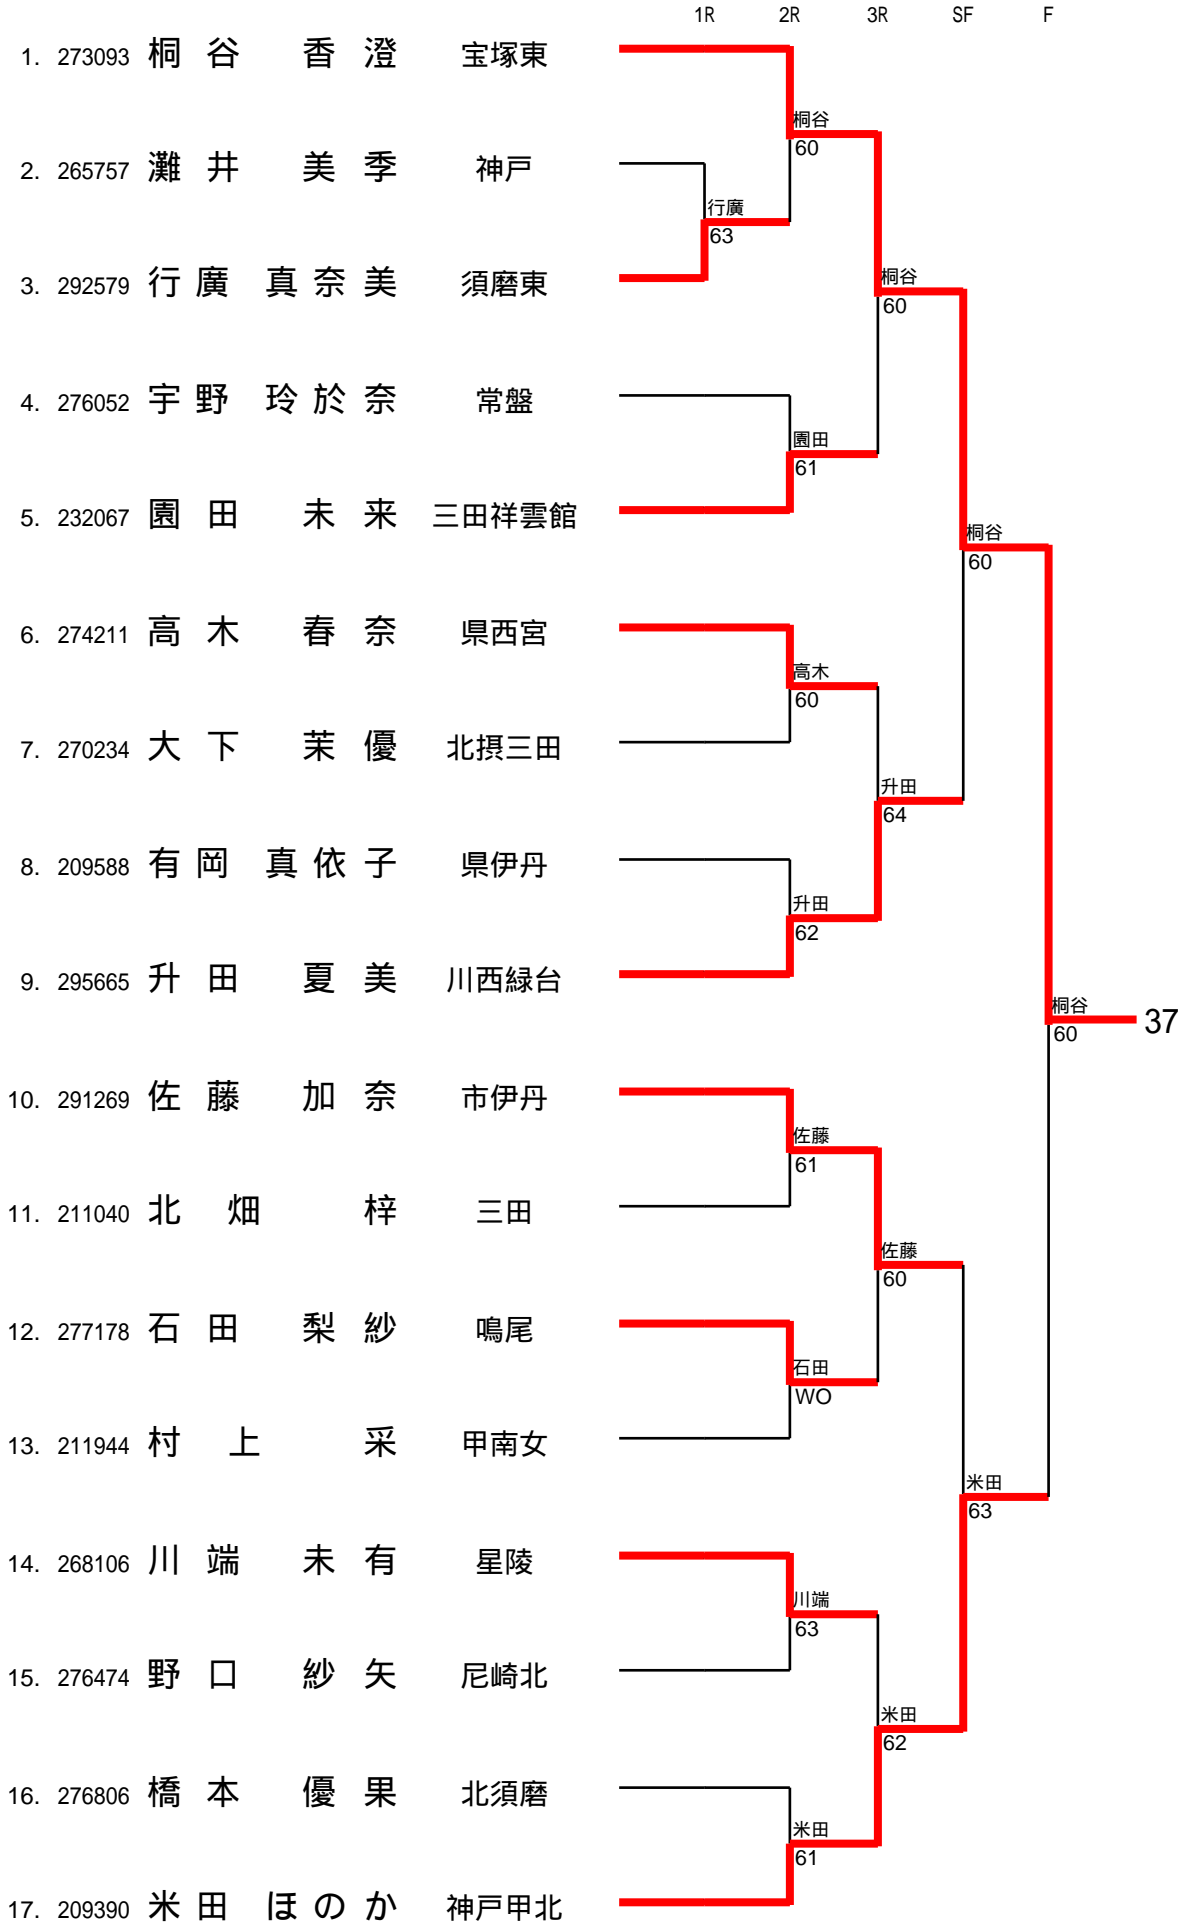 1R 2R 3R SF F
1. 273093 桐谷 香澄 宝塚東
桐谷
60
2. 265757 灘井 美季 神戸
行廣
63
3. 292579 行廣 真奈美 須磨東
桐谷
60
4. 276052 宇野 玲於奈 常盤
園田
61
5. 232067 園田 未来 三田祥雲館
桐谷
60
6. 274211 高木 春奈 県西宮
高木
60
7. 270234 大下 茉優 北摂三田
升田
64
8. 209588 有岡 真依子 県伊丹
升田
62
9. 295665 升田 夏美 川西緑台
桐谷
60
37
10. 291269 佐藤 加奈 市伊丹
佐藤
61
11. 211040 北畑 梓 三田
佐藤
60
12. 277178 石田 梨紗 鳴尾
石田
WO
13. 211944 村上 采 甲南女
米田
63
14. 268106 川端 未有 星陵
川端
63
15. 276474 野口 紗矢 尼崎北
米田
62
16. 276806 橋本 優果 北須磨
米田
61
17. 209390 米田 ほのか 神戸甲北